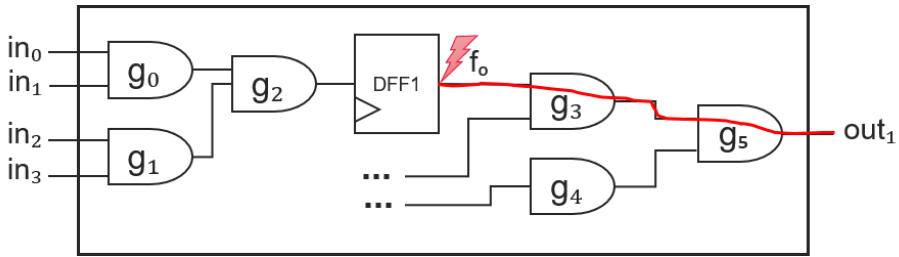 in₀
in₁
in₂
in₃
g₀
g₁
g₂
DFF1
fₒ
g₃
g₄
g₅
...
...
out₁